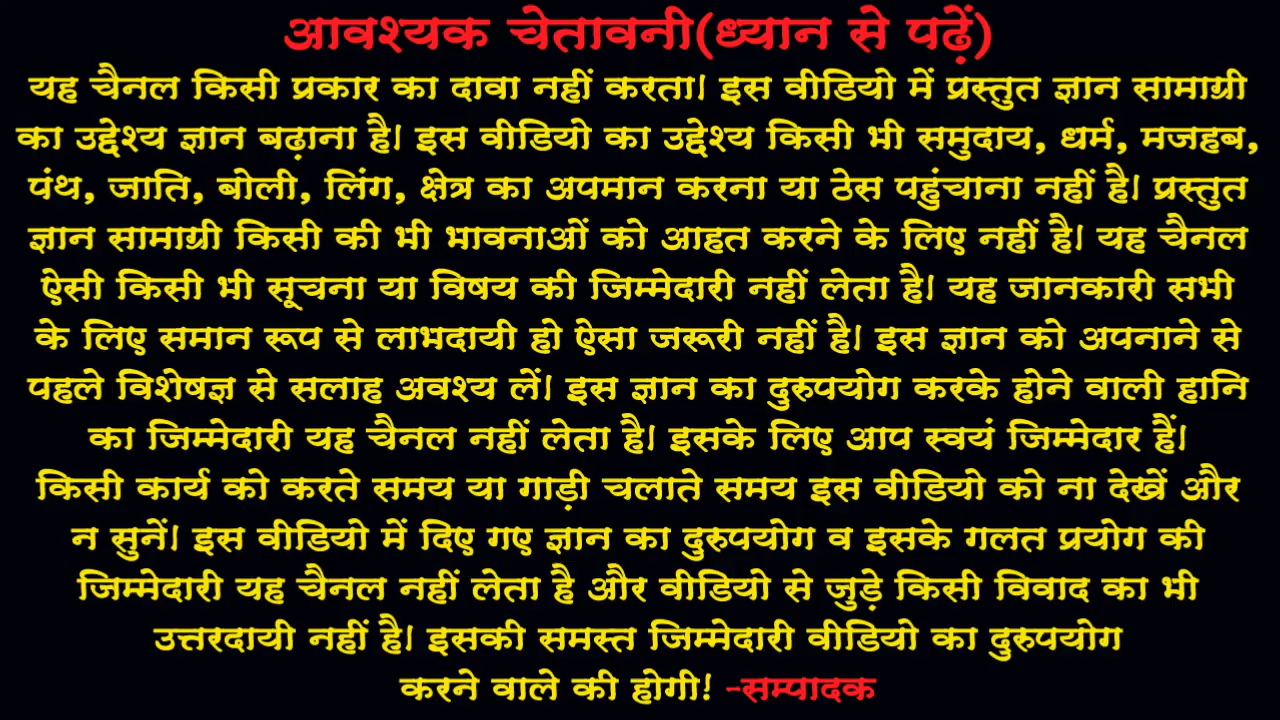 आवश्यक चेतावनी(ध्यान से पढ़ें)
यह चैनल किसी प्रकार का दावा नहीं करता। इस वीडियो में प्रस्तुत ज्ञान सामाग्री
का उद्देश्य ज्ञान बढ़ाना है। इस वीडियो का उद्देश्य किसी भी समुदाय, धर्म, मजहब,
पंथ, जाति, बोली, लिंग, क्षेत्र का अपमान करना या ठेस पहुंचाना नहीं है। प्रस्तुत
ज्ञान सामाग्री किसी की भी भावनाओं को आहत करने के लिए नहीं है। यह चैनल
ऐसी किसी भी सूचना या विषय की जिम्मेदारी नहीं लेता है। यह जानकारी सभी
के लिए समान रूप से लाभदायी हो ऐसा जरूरी नहीं है। इस ज्ञान को अपनाने से
पहले विशेषज्ञ से सलाह अवश्य लें। इस ज्ञान का दुरुपयोग करके होने वाली हानि
का जिम्मेदारी यह चैनल नहीं लेता है। इसके लिए आप स्वयं जिम्मेदार हैं।
किसी कार्य को करते समय या गाड़ी चलाते समय इस वीडियो को ना देखें और
न सुनें। इस वीडियो में दिए गए ज्ञान का दुरुपयोग व इसके गलत प्रयोग की
जिम्मेदारी यह चैनल नहीं लेता है और वीडियो से जुड़े किसी विवाद का भी
उत्तरदायी नहीं है। इसकी समस्त जिम्मेदारी वीडियो का दुरुपयोग
करने वाले की होगी! -सम्पादक